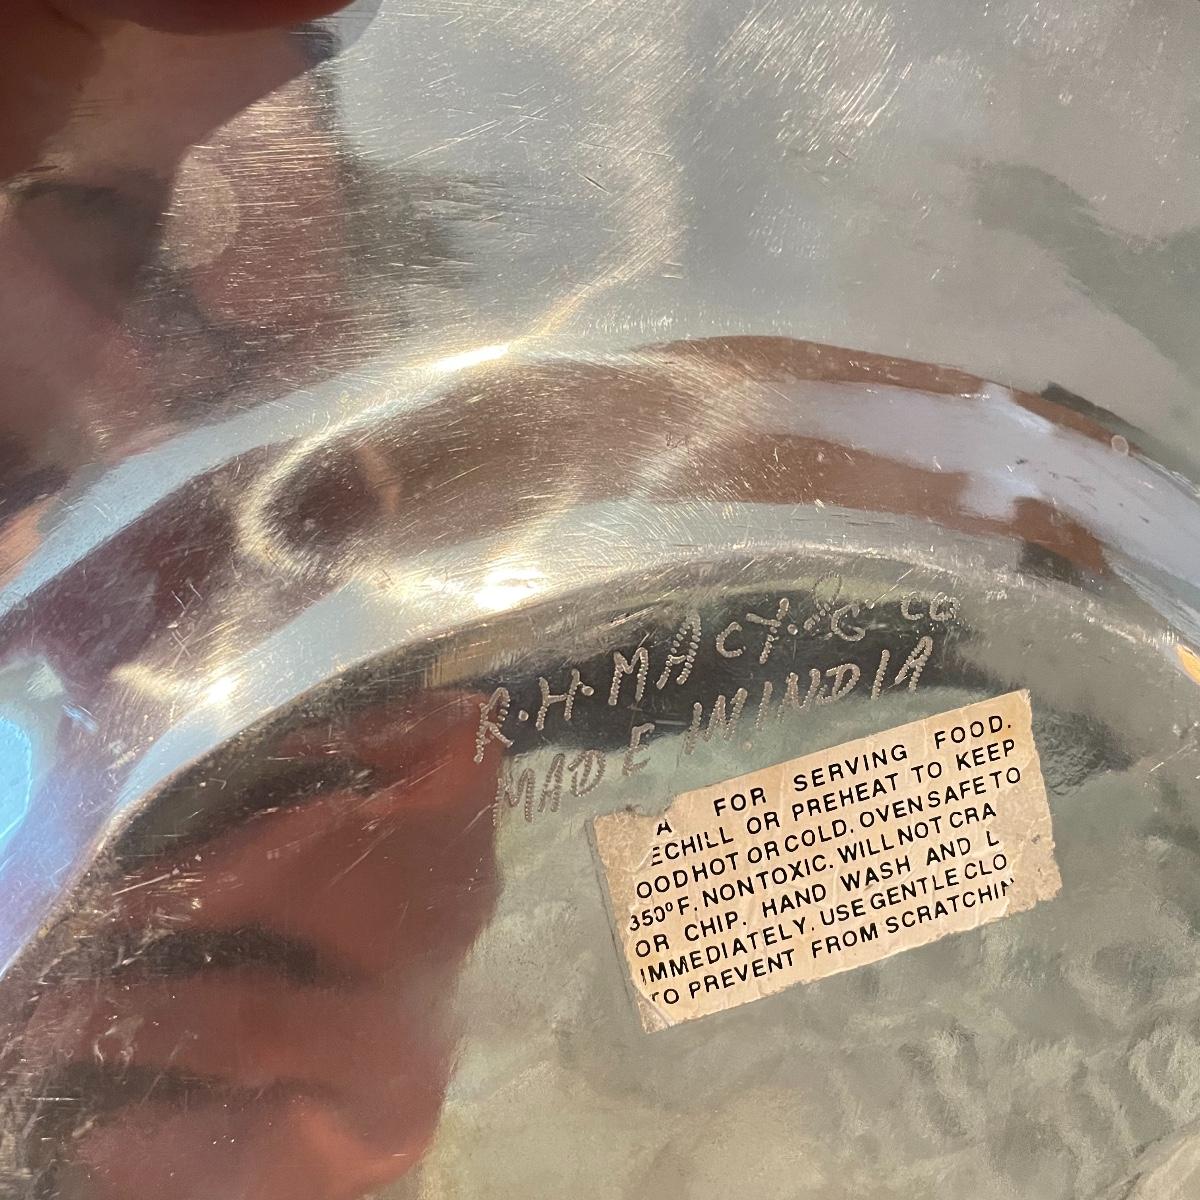 R·H·MACY·& CO
MADE IN INDIA
FOR SERVING FOOD.
ECHILL OR PREHEAT TO KEEP
OOD HOT OR COLD. OVEN SAFE TO
350°F. NON TOXIC. WILL NOT CRA
OR CHIP. HAND WASH AND L
IMMEDIATELY. USE GENTLE CLO
TO PREVENT FROM SCRATCHIN